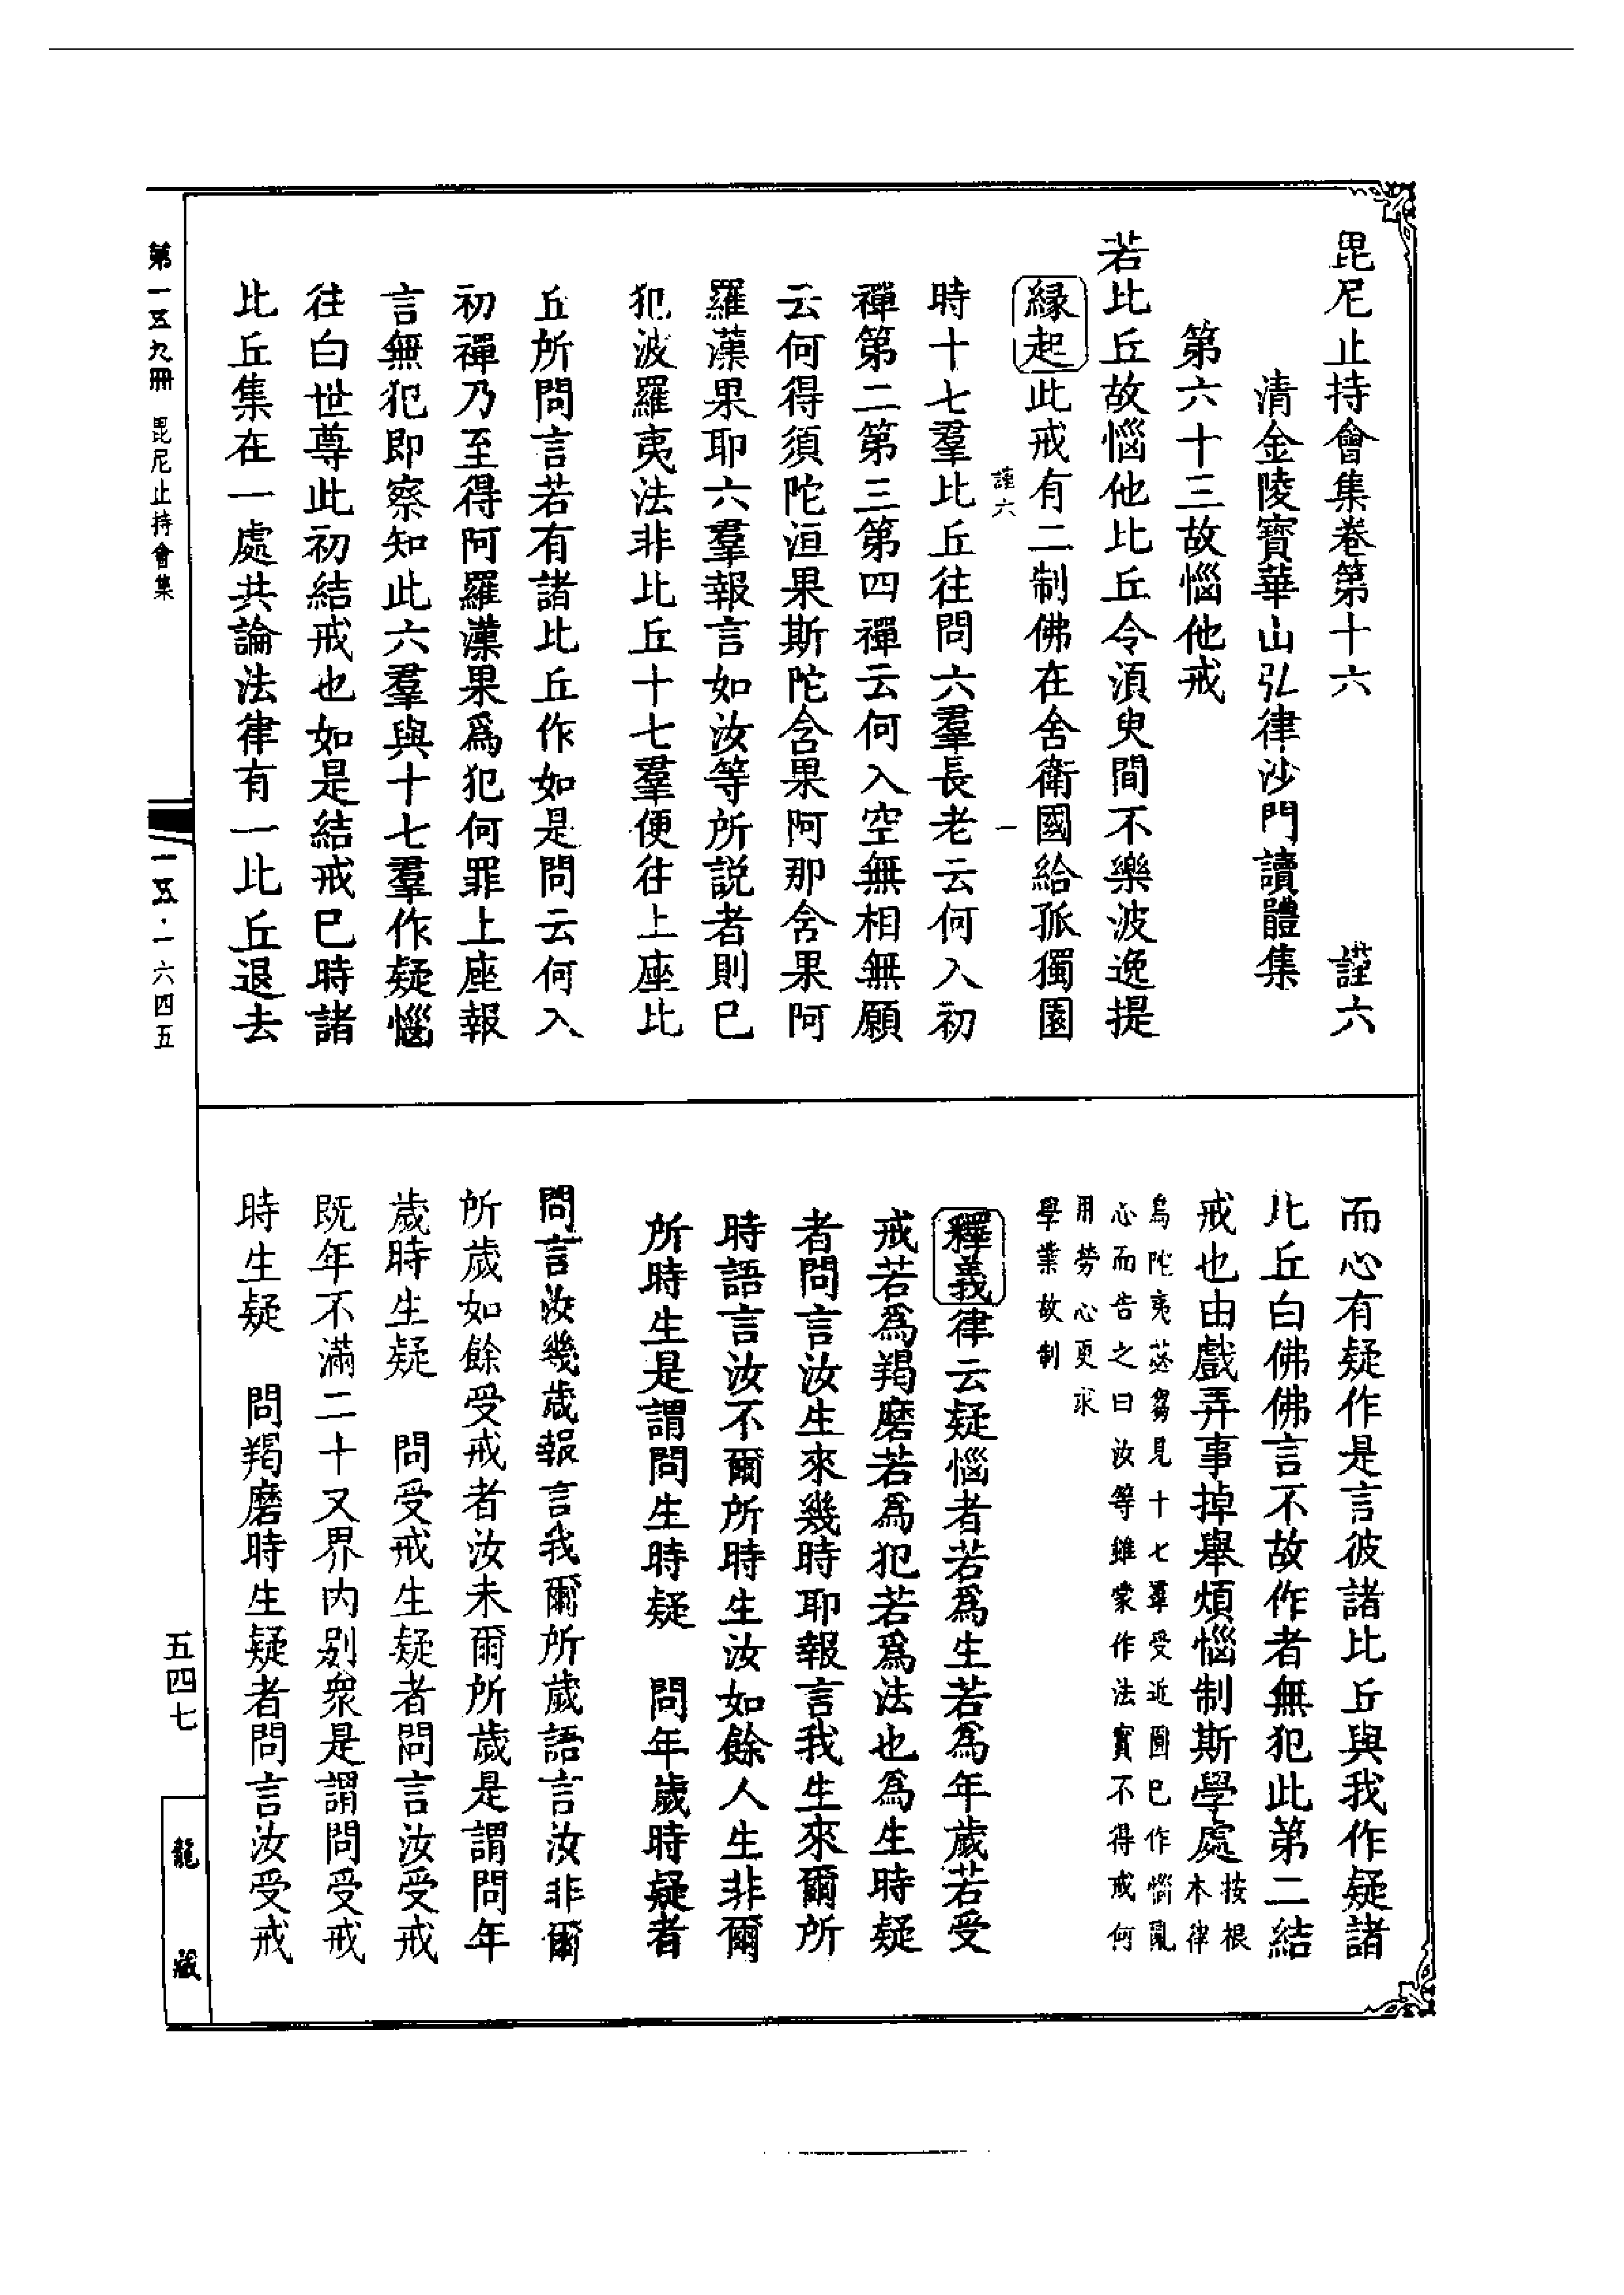 毘尼止持會集卷第十六　謹六
清金陵寶華山弘律沙門讀體集
第六十三故惱他戒
若比丘故惱他比丘令須臾間不樂波逸提
緣起此戒有二制佛在舍衛國給孤獨園
謹六　一
時十七羣比丘往問六羣長老云何入初
禪第二第三第四禪云何入空無相無願
云何得須陀洹果斯陀含果阿那含果阿
羅漢果耶六羣報言如汝等所說者則已
犯波羅夷法非比丘十七羣便往上座比
丘所問言若有諸比丘作如是問云何入
初禪乃至得阿羅漢果爲犯何罪上座報
言無犯即察知此六羣與十七羣作疑惱
往白世尊此初結戒也如是結戒已時諸
比丘集在一處共論法律有一比丘退去
而心有疑作是言彼諸比丘與我作疑諸
比丘白佛佛言不故作者無犯此第二結
戒也由戲弄事掉舉煩惱制斯學處按根
本律
烏陀夷苾芻見十七羣受近圓已作惱亂
心而告之曰汝等雖蒙作法實不得戒何
用勞心更求
學業故制
釋義律云疑惱者若爲生若爲年歲若受
戒若爲羯磨若爲犯若爲法也爲生時疑
者問言汝生來幾時耶報言我生來爾所
時語言汝不爾所時生汝如餘人生非爾
所時生是謂問生時疑　問年歲時疑者
問言汝幾歲報言我爾所歲語言汝非爾
所歲如餘受戒者汝未爾所歲是謂問年
歲時生疑　問受戒生疑者問言汝受戒
既年不滿二十又界內別衆是謂問受戒
時生疑　問羯磨時生疑者問言汝受戒
第一五九冊　毘尼止持會集
一五·一六四五
五四七
龍藏